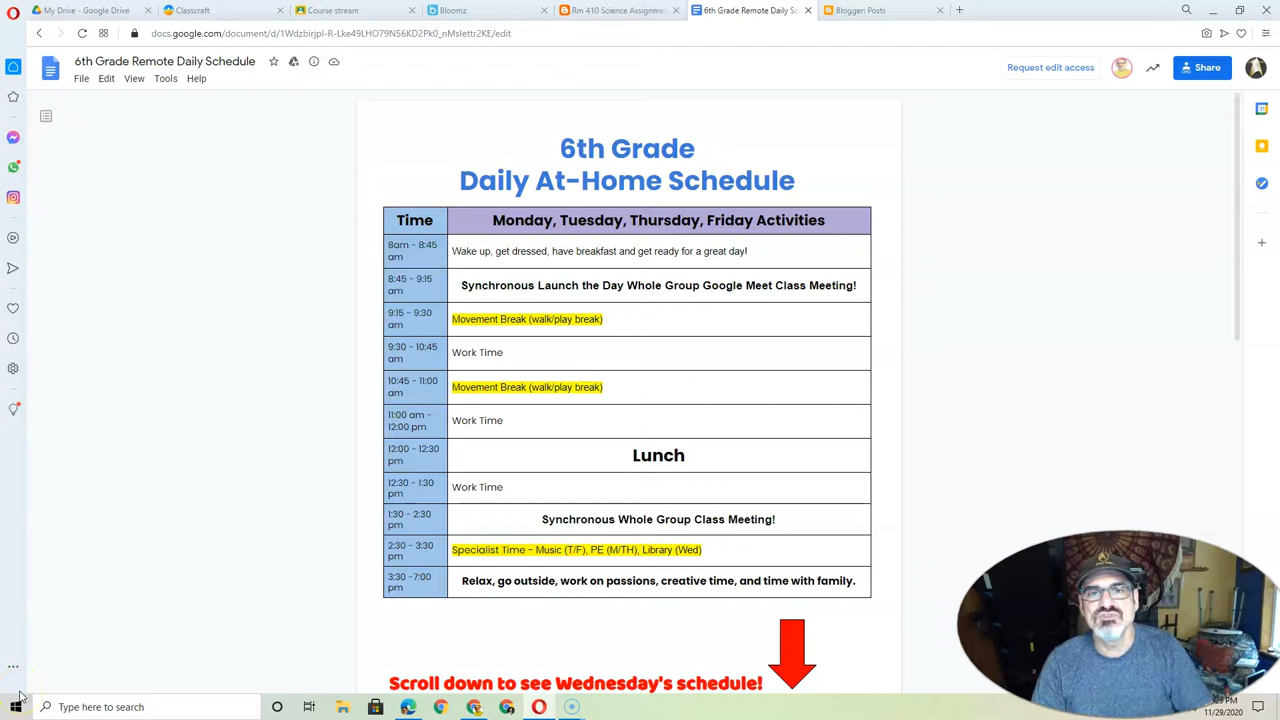 My Drive - Google Drive
Classcraft
Course stream
Bloomz
Rm 410 Science Assignme
6th Grade Remote Daily Sc
Blogger: Posts
docs.google.com/document/d/
/edit
6th Grade Remote Daily Schedule
File Edit View Tools Help
Request edit access
Share
6th Grade
Daily At-Home Schedule
Time Monday, Tuesday, Thursday, Friday Activities
8am - 8:45
am
Wake up, get dressed, have breakfast and get ready for a great day!
8:45 - 9:15
am
Synchronous Launch the Day Whole Group Google Meet Class Meeting!
9:15 - 9:30
am
Movement Break (walk/play break)
9:30 - 10:45
am
Work Time
10:45 - 11:00
am
Movement Break (walk/play break)
11:00 am -
12:00 pm
Work Time
12:00 - 12:30
pm
Lunch
12:30 - 1:30
pm
Work Time
1:30 - 2:30
pm
Synchronous Whole Group Class Meeting!
2:30 - 3:30
pm
Specialist Time - Music (T/F), PE (M/TH), Library (Wed)
3:30 -7:00
pm
Relax, go outside, work on passions, creative time, and time with family.
Scroll down to see Wednesday's schedule!
Type here to search
PM
11/29/2020